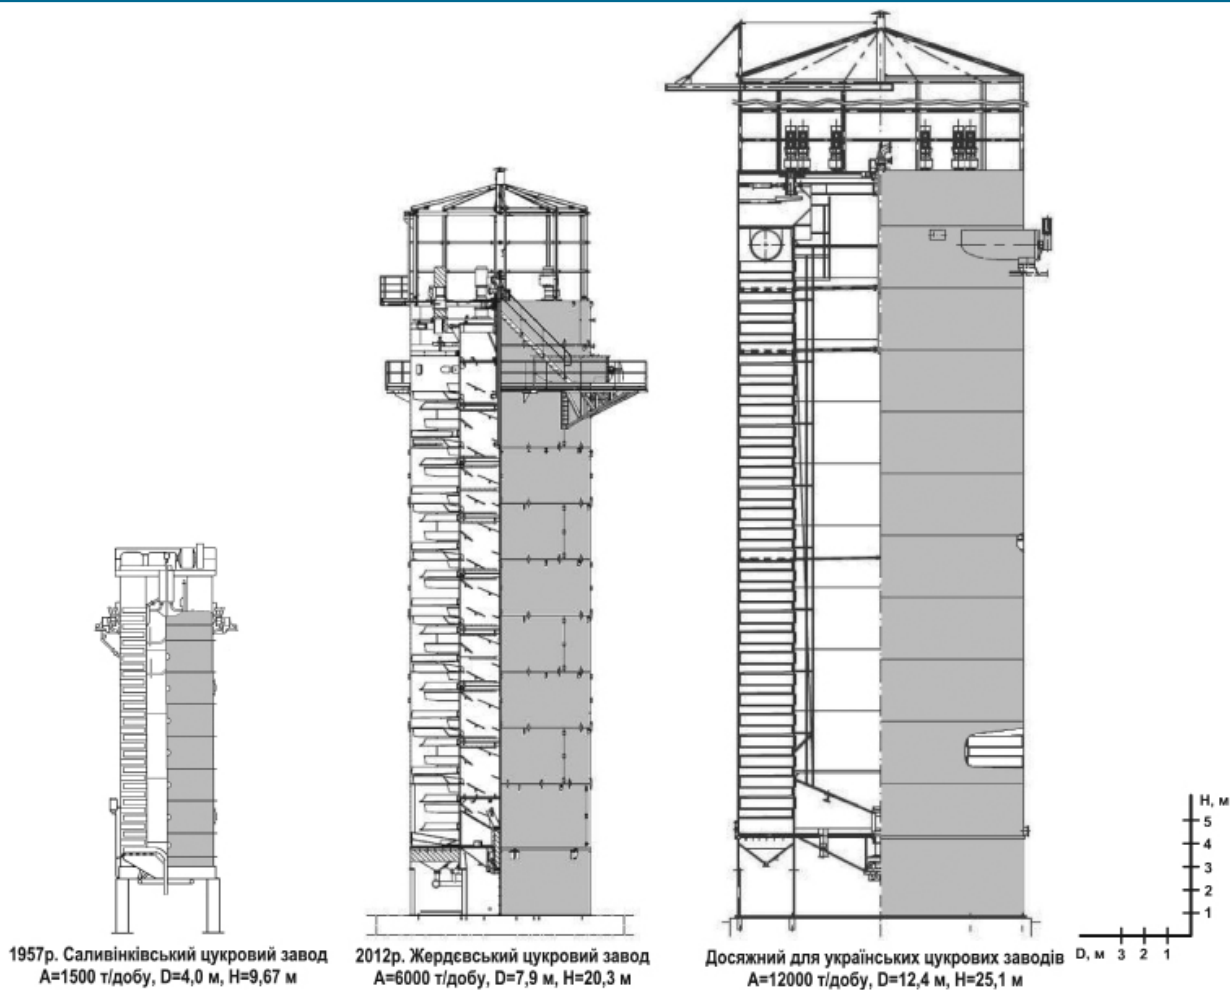 1957р. Саливінківський цукровий завод
А=1500 т/добу, D=4,0 м, Н=9,67 м
2012р. Жердєвський цукровий завод
А=6000 т/добу, D=7,9 м, Н=20,3 м
Досяжний для українських цукрових заводів
А=12000 т/добу, D=12,4 м, Н=25,1 м
Н, м
5
4
3
2
1
D, м 3 2 1